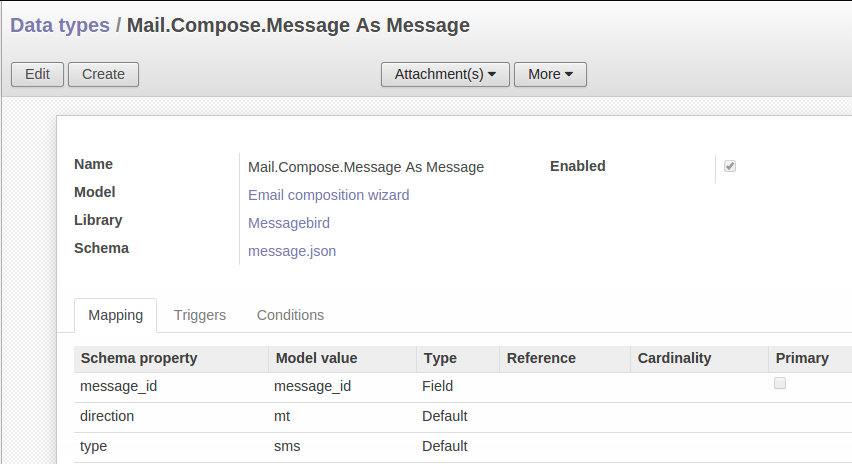 Data types / Mail.Compose.Message As Message
Edit Create Attachment(s) More
Name Mail.Compose.Message As Message Enabled
Model Email composition wizard
Library Messagebird
Schema message.json
Mapping Triggers Conditions
Schema property Model value Type Reference Cardinality Primary
message_id message_id Field
direction mt Default
type sms Default